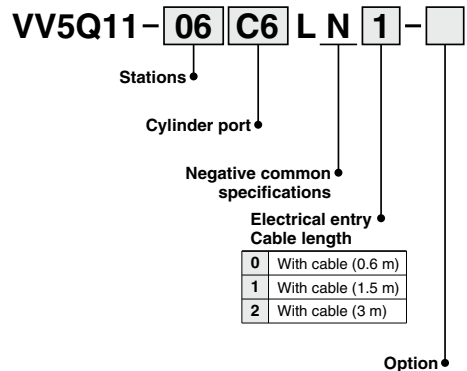 VV5Q11-06 C6 L N 1-
Stations
Cylinder port
Negative common
specifications
Electrical entry
Cable length
0 With cable (0.6 m)
1 With cable (1.5 m)
2 With cable (3 m)
Option